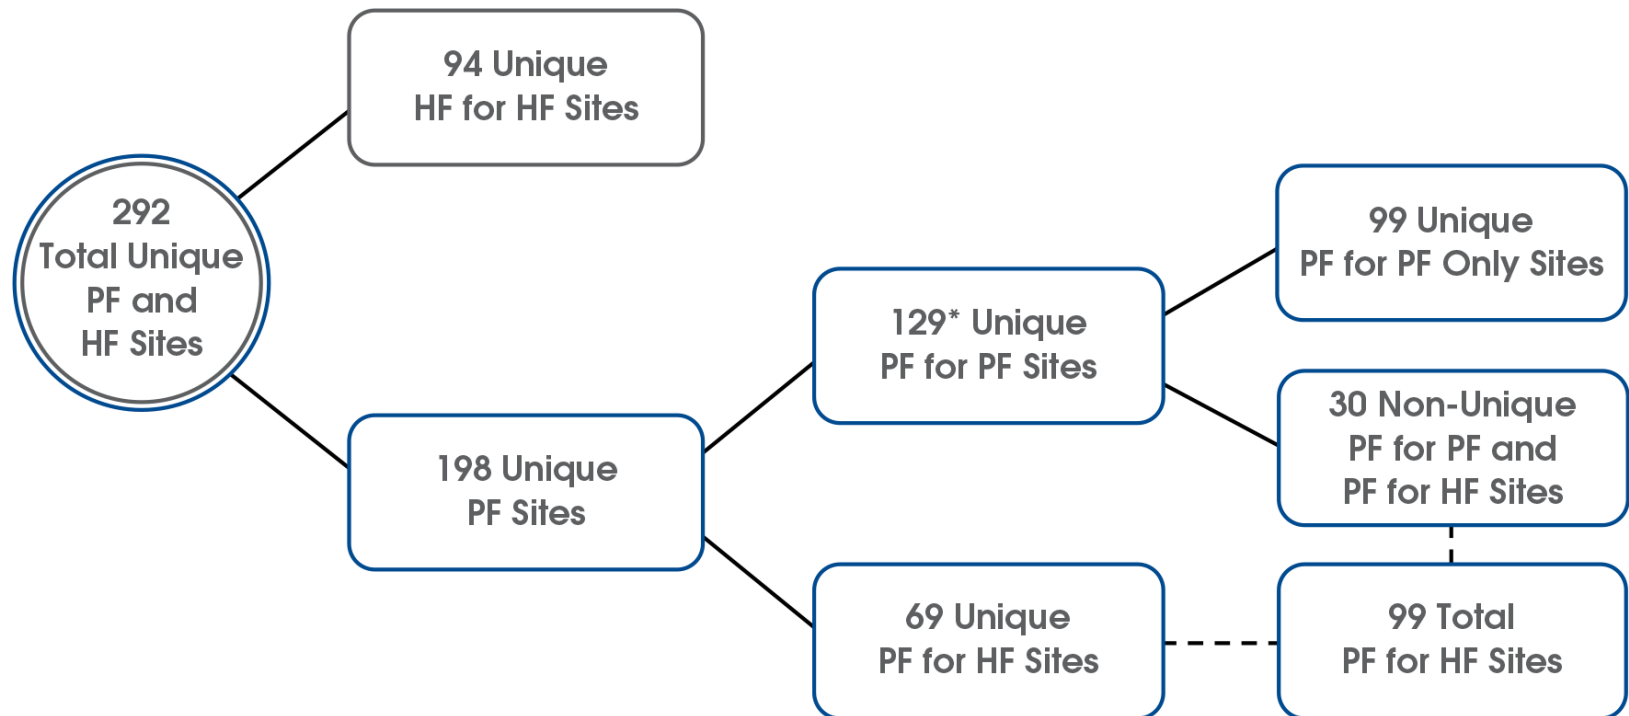 94 Unique
HF for HF Sites
292
Total Unique
PF and
HF Sites
198 Unique
PF Sites
129* Unique
PF for PF Sites
69 Unique
PF for HF Sites
99 Unique
PF for PF Only Sites
30 Non-Unique
PF for PF and
PF for HF Sites
99 Total
PF for HF Sites